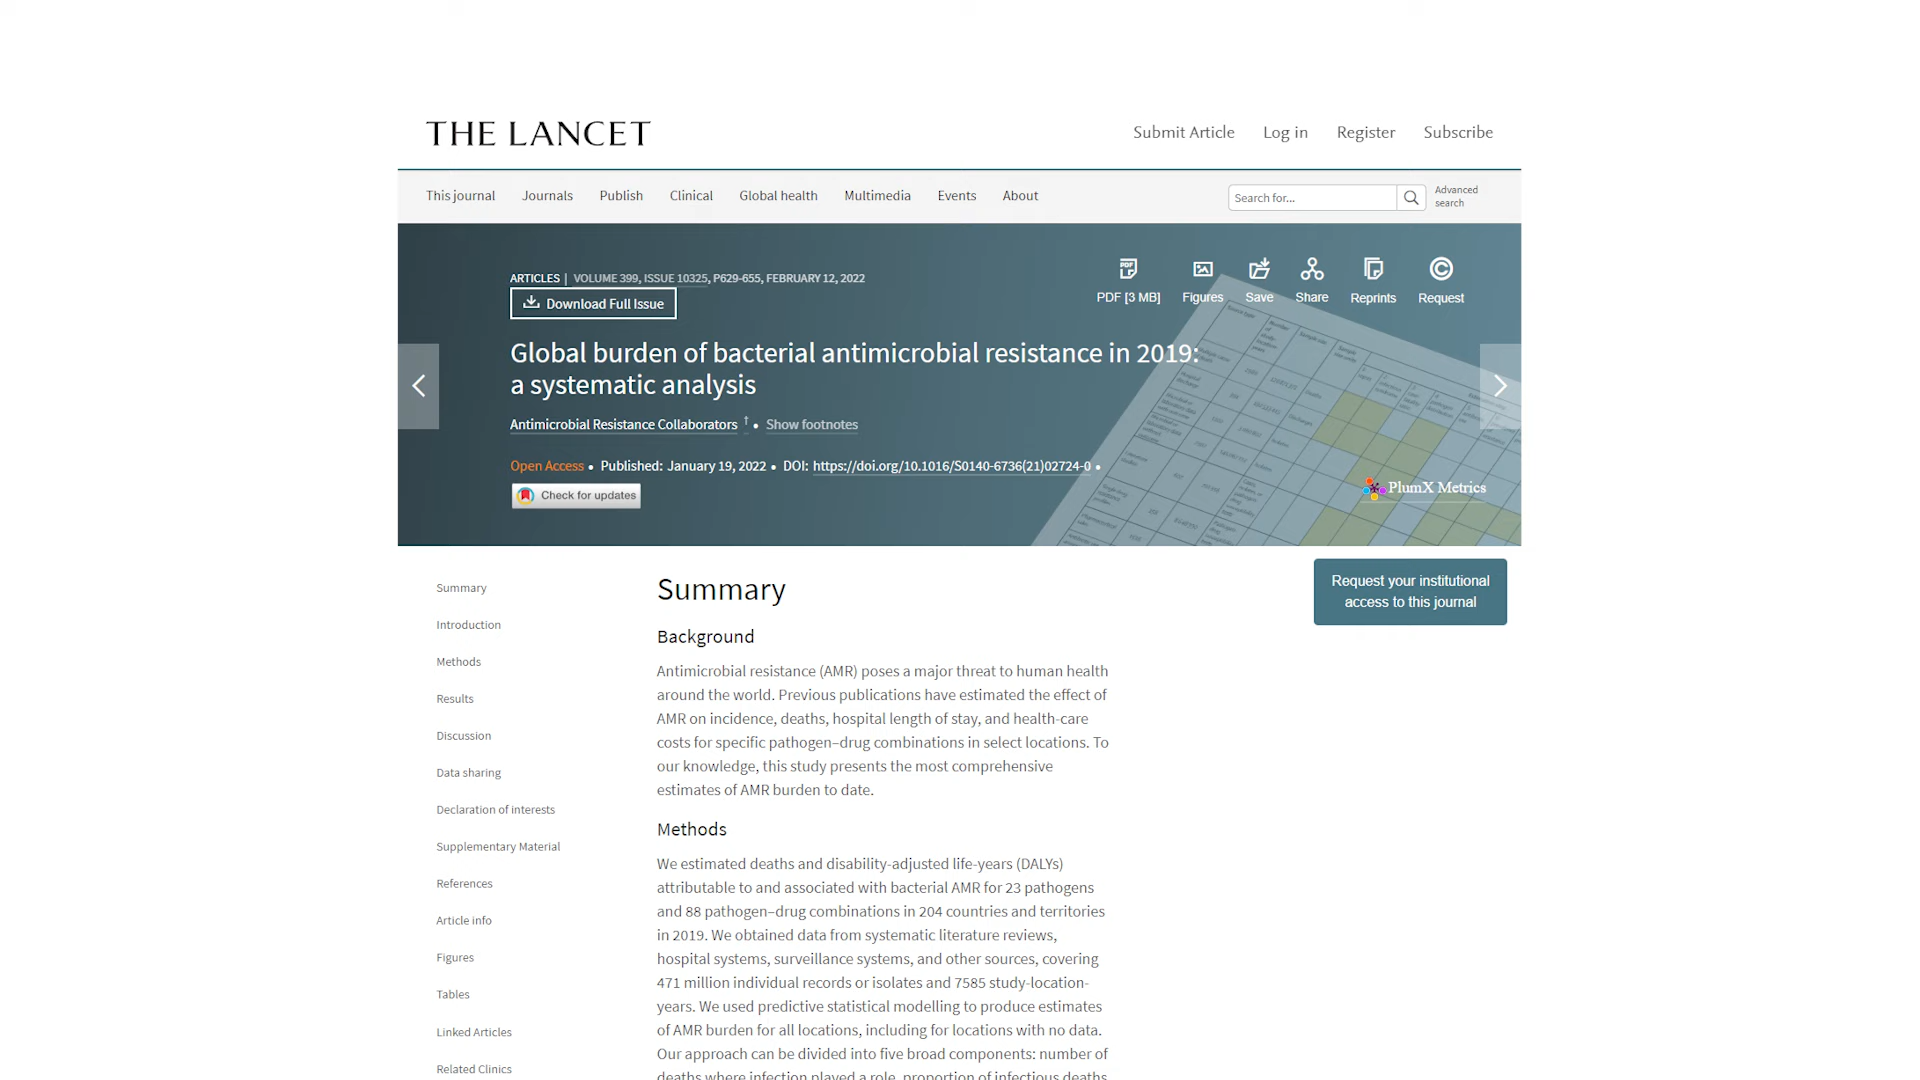 THE LANCET
Submit Article Log in Register Subscribe
This journal Journals Publish Clinical Global health Multimedia Events About
Search for...
Advanced
search
ARTICLES | VOLUME 399, ISSUE 10325, P629-655, FEBRUARY 12, 2022
Download Full Issue
PDF [3 MB] Figures Save Share Reprints Request
Global burden of bacterial antimicrobial resistance in 2019:
a systematic analysis
Antimicrobial Resistance Collaborators † • Show footnotes
Open Access • Published: January 19, 2022 • DOI: https://doi.org/10.1016/S0140-6736(21)02724-0 •
Check for updates
PlumX Metrics
Request your institutional
access to this journal
Summary
Introduction
Methods
Results
Discussion
Data sharing
Declaration of interests
Supplementary Material
References
Article info
Figures
Tables
Linked Articles
Related Clinics
Summary
Background
Antimicrobial resistance (AMR) poses a major threat to human health
around the world. Previous publications have estimated the effect of
AMR on incidence, deaths, hospital length of stay, and health-care
costs for specific pathogen–drug combinations in select locations. To
our knowledge, this study presents the most comprehensive
estimates of AMR burden to date.
Methods
We estimated deaths and disability-adjusted life-years (DALYs)
attributable to and associated with bacterial AMR for 23 pathogens
and 88 pathogen–drug combinations in 204 countries and territories
in 2019. We obtained data from systematic literature reviews,
hospital systems, surveillance systems, and other sources, covering
471 million individual records or isolates and 7585 study-location-
years. We used predictive statistical modelling to produce estimates
of AMR burden for all locations, including for locations with no data.
Our approach can be divided into five broad components: number of
deaths where infection played a role, proportion of infectious deaths